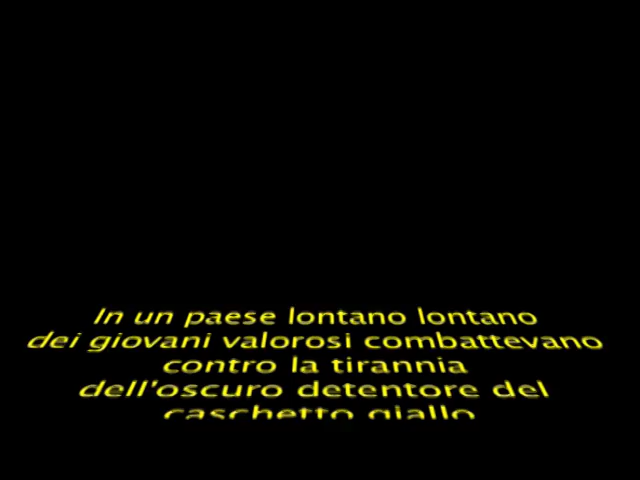 In un paese lontano lontano
dei giovani valorosi combattevano
contro la tirannia
dell'oscuro detentore del
caschetto giallo